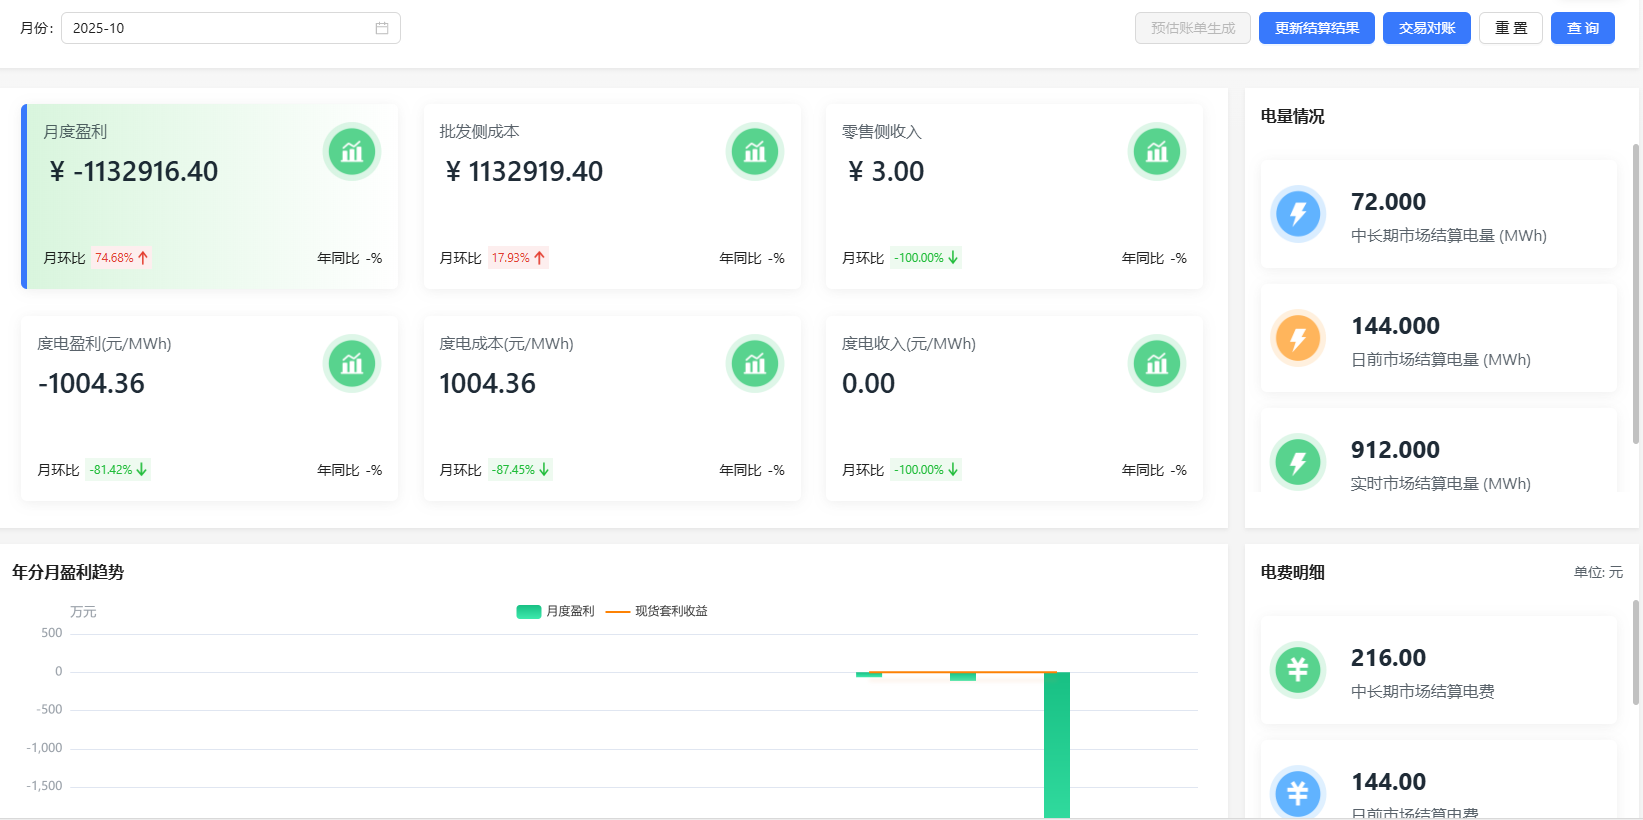 月份: 2025-10
预估账单生成 更新结算结果 交易对账 重 置 查 询
月度盈利
¥ -1132916.40
月环比 74.68% ↑ 年同比 -%
批发侧成本
¥ 1132919.40
月环比 17.93% ↑ 年同比 -%
零售侧收入
¥ 3.00
月环比 -100.00% ↓ 年同比 -%
度电盈利(元/MWh)
-1004.36
月环比 -81.42% ↓ 年同比 -%
度电成本(元/MWh)
1004.36
月环比 -87.45% ↓ 年同比 -%
度电收入(元/MWh)
0.00
月环比 -100.00% ↓ 年同比 -%
电量情况
72.000
中长期市场结算电量 (MWh)
144.000
日前市场结算电量 (MWh)
912.000
实时市场结算电量 (MWh)
年分月盈利趋势
万元
月度盈利 现货套利收益
500
0
-500
-1,000
-1,500
电费明细 单位: 元
¥
216.00
中长期市场结算电费
¥
144.00
日前市场结算电费